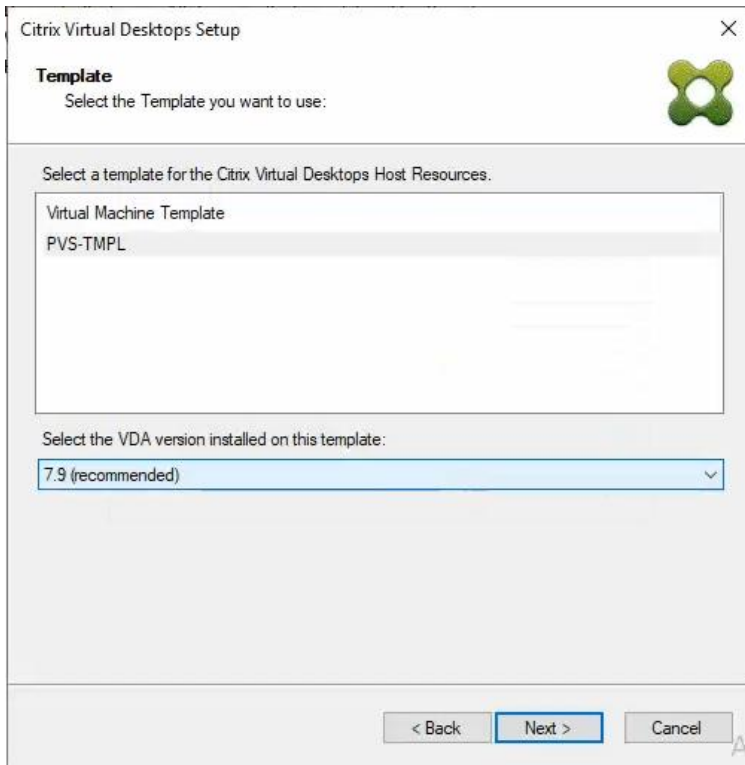 Citrix Virtual Desktops Setup
Template
Select the Template you want to use:
Select a template for the Citrix Virtual Desktops Host Resources.
Virtual Machine Template
PVS-TMPL
Select the VDA version installed on this template:
7.9 (recommended)
< Back Next > Cancel